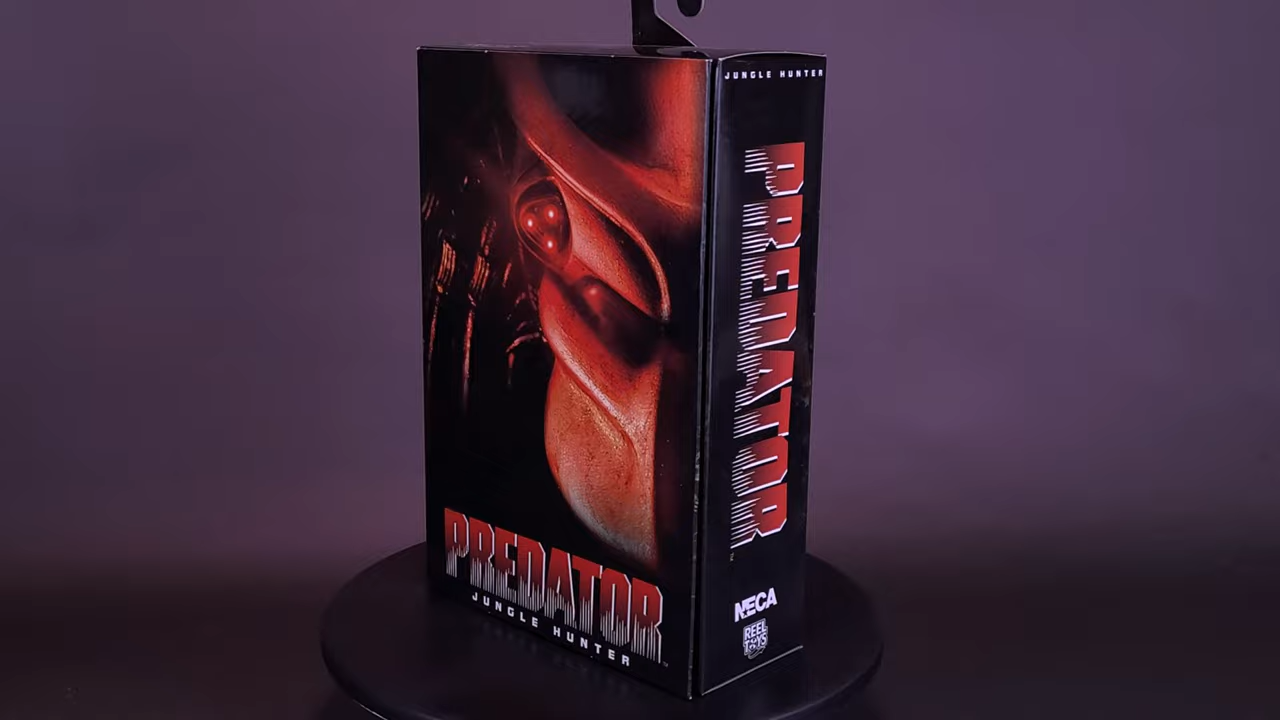 PREDATOR
JUNGLE HUNTER
JUNGLE HUNTER
PREDATOR
NECA
REEL
TOYS